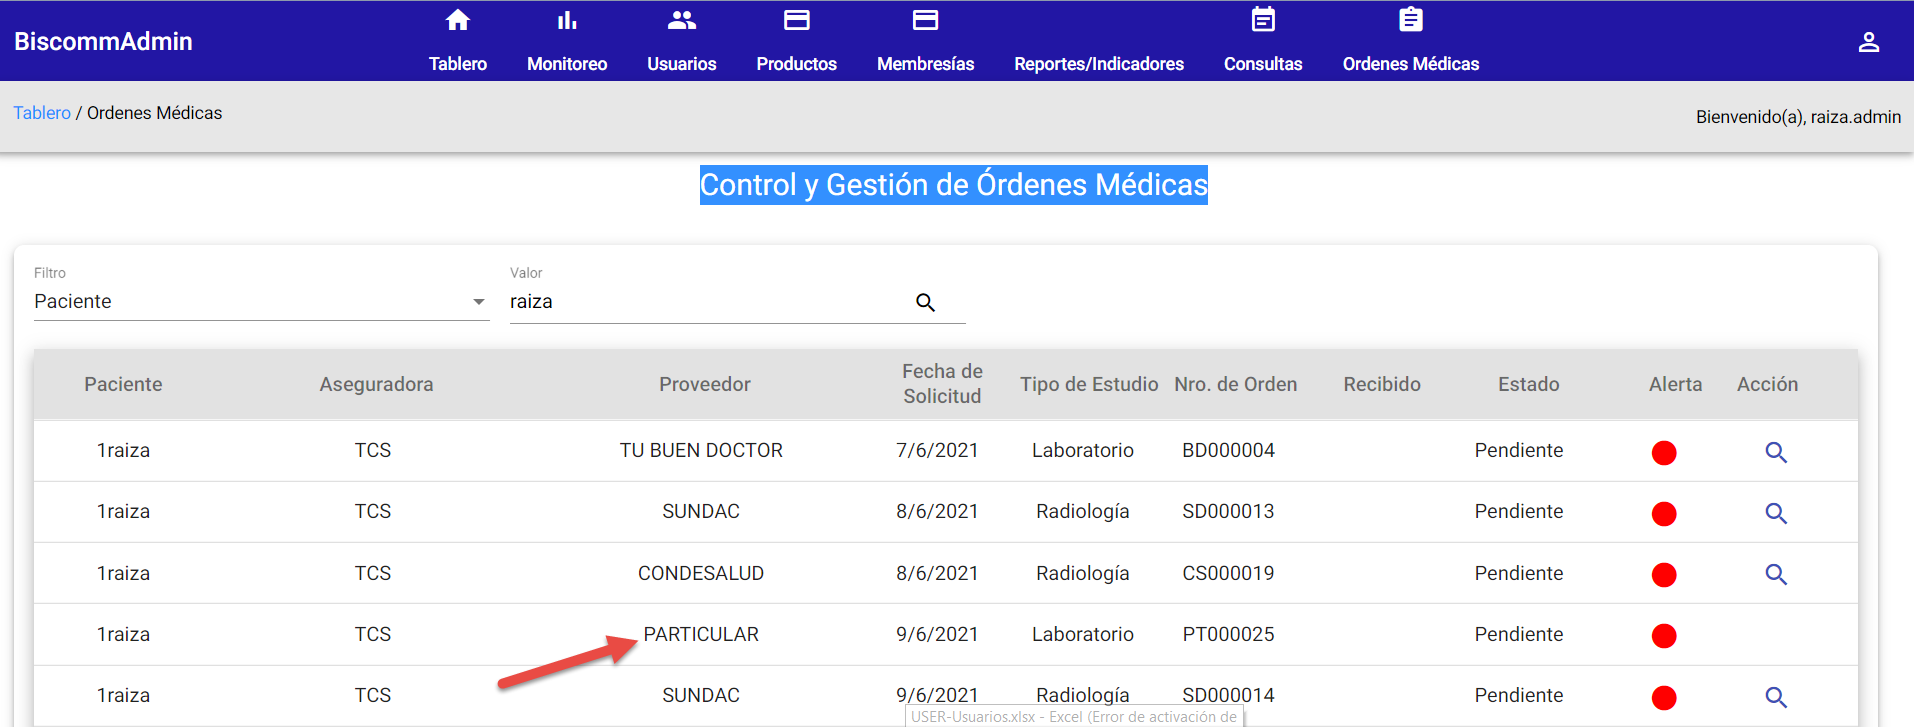 BiscommAdmin
Tablero Monitoreo Usuarios Productos Membresías Reportes/Indicadores Consultas Ordenes Médicas
Tablero / Ordenes Médicas
Bienvenido(a), raiza.admin
Control y Gestión de Órdenes Médicas
Filtro Valor
Paciente raiza
Paciente Aseguradora Proveedor Fecha de Solicitud Tipo de Estudio Nro. de Orden Recibido Estado Alerta Acción
1raiza TCS TU BUEN DOCTOR 7/6/2021 Laboratorio BD000004 Pendiente
1raiza TCS SUNDAC 8/6/2021 Radiología SD000013 Pendiente
1raiza TCS CONDESALUD 8/6/2021 Radiología CS000019 Pendiente
1raiza TCS PARTICULAR 9/6/2021 Laboratorio PT000025 Pendiente
1raiza TCS SUNDAC 9/6/2021 Radiología SD000014 Pendiente
USER-Usuarios.xlsx - Excel (Error de activación de